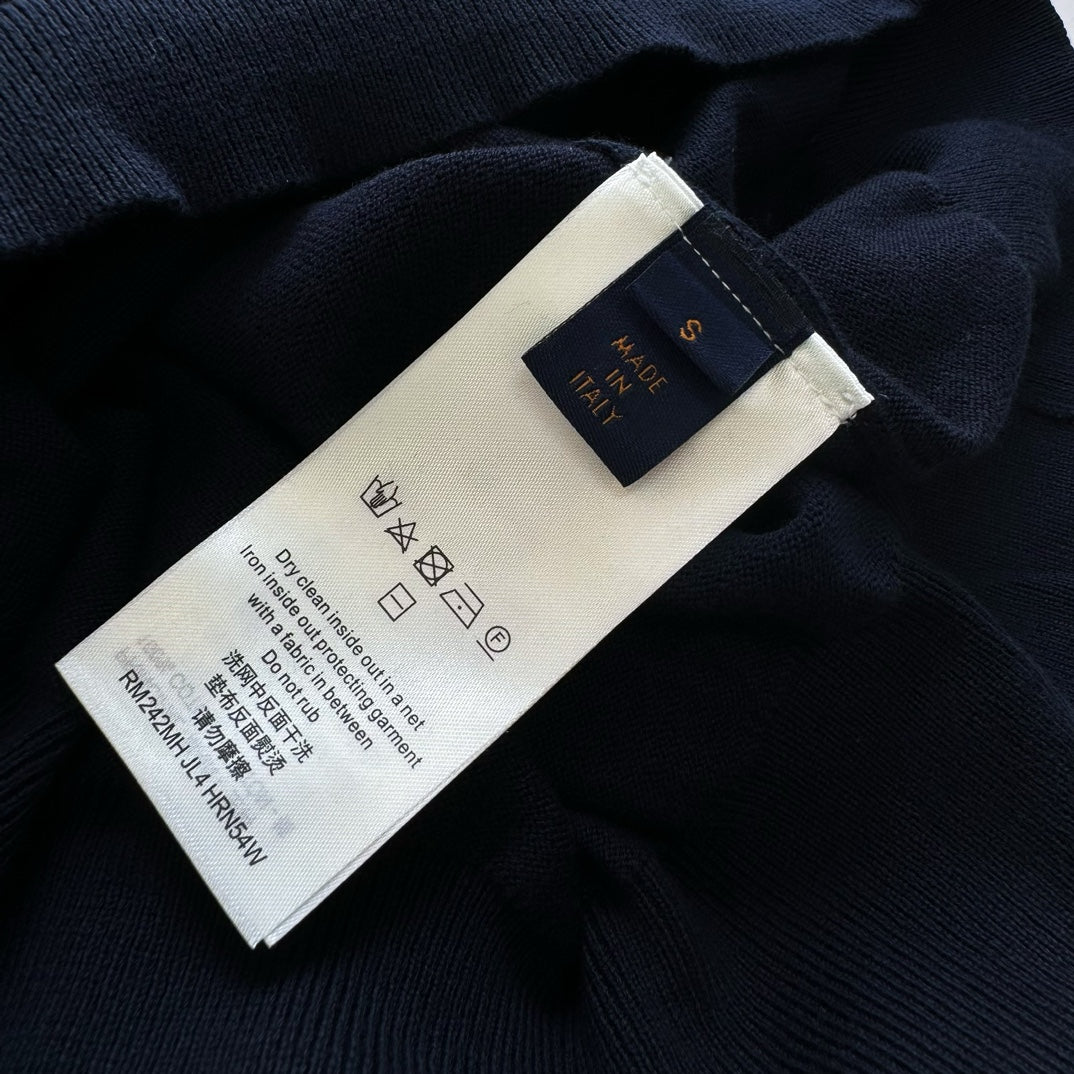 S
MADE
IN
ITALY
F
Dry clean inside out in a net
Iron inside out protecting garment
with a fabric in between
Do not rub
洗网中反面干洗
垫布反面熨烫
请勿摩擦
RM242MH JL4 HRN54W